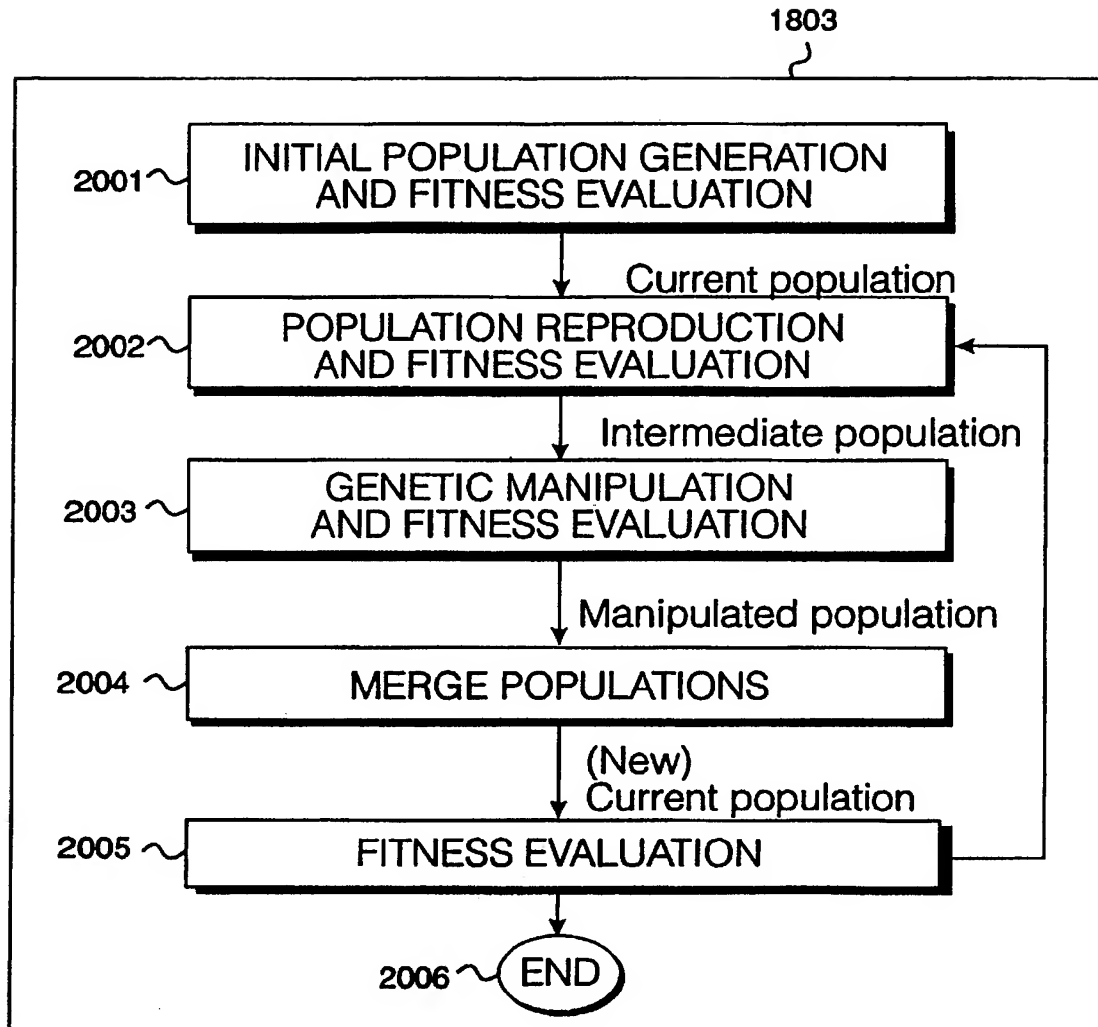 1803
2001
INITIAL POPULATION GENERATION
AND FITNESS EVALUATION
Current population
2002
POPULATION REPRODUCTION
AND FITNESS EVALUATION
Intermediate population
2003
GENETIC MANIPULATION
AND FITNESS EVALUATION
Manipulated population
2004
MERGE POPULATIONS
(New)
Current population
2005
FITNESS EVALUATION
2006
END